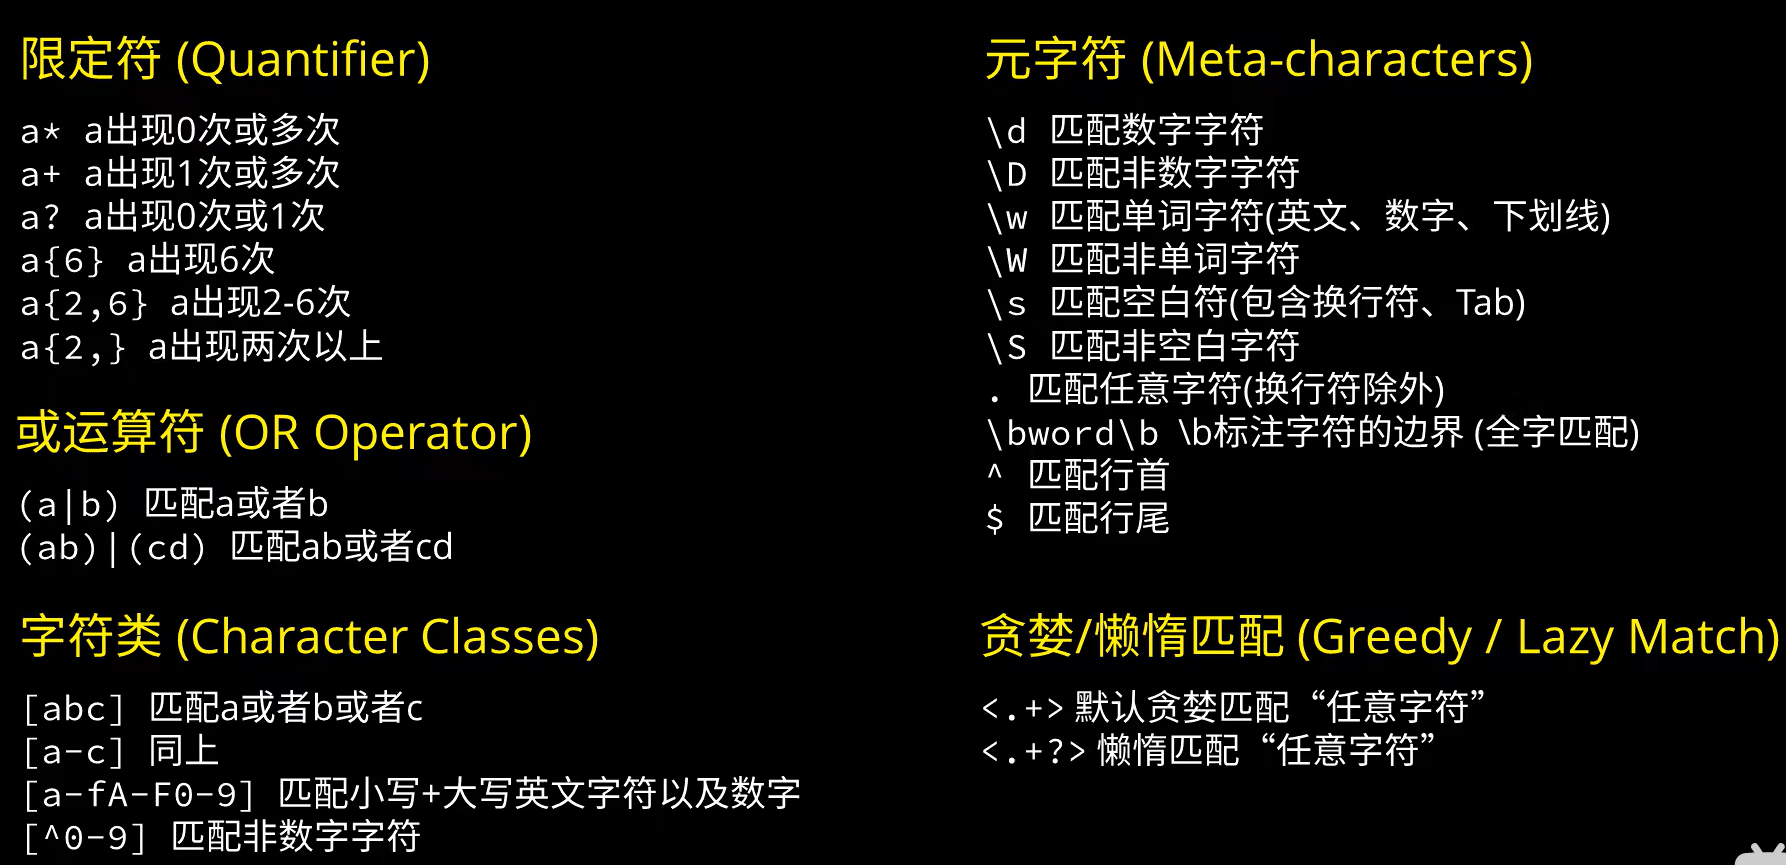 限定符 (Quantifier)
a* a出现0次或多次
a+ a出现1次或多次
a? a出现0次或1次
a{6} a出现6次
a{2,6} a出现2-6次
a{2,} a出现两次以上
或运算符 (OR Operator)
(a|b) 匹配a或者b
(ab)|(cd) 匹配ab或者cd
字符类 (Character Classes)
[abc] 匹配a或者b或者c
[a-c] 同上
[a-fA-F0-9] 匹配小写+大写英文字符以及数字
[^0-9] 匹配非数字字符
元字符 (Meta-characters)
\d 匹配数字字符
\D 匹配非数字字符
\w 匹配单词字符(英文、数字、下划线)
\W 匹配非单词字符
\s 匹配空白符(包含换行符、Tab)
\S 匹配非空白字符
. 匹配任意字符(换行符除外)
\bword\b \b标注字符的边界 (全字匹配)
^ 匹配行首
$ 匹配行尾
贪婪/懒惰匹配 (Greedy / Lazy Match)
<.+> 默认贪婪匹配“任意字符”
<.+?> 懒惰匹配“任意字符”